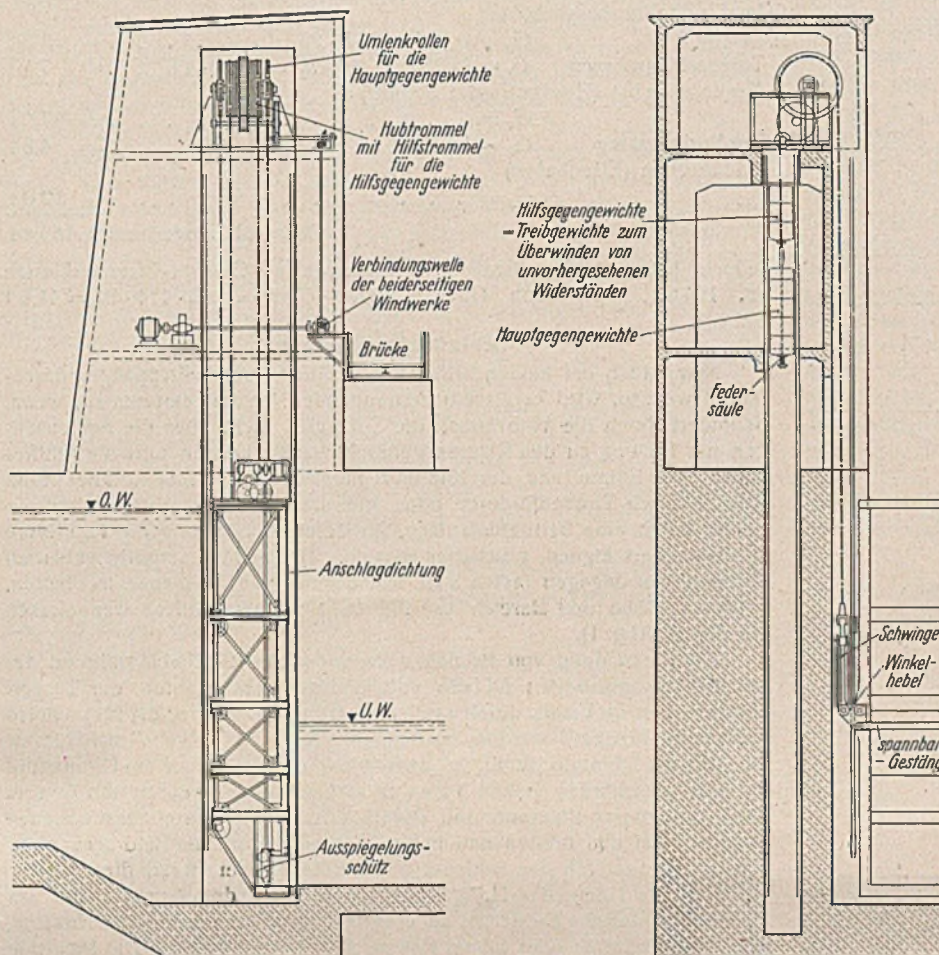 Umlenkrollen
für die
Hauptgegengewichte
Hubtrommel
mit Hilfstrommel
für die
Hilfsgegengewichte
Verbindungswelle
der beiderseitigen
Windwerke
Brücke
O.W.
Anschlagdichtung
U.W.
Ausspiegelungs-
schütz
Hilfsgegengewichte
– Treibgewichte zum
Überwinden von
unvorhergesehenen
Widerständen
Hauptgegengewichte
Feder-
säule
Schwinge
Winkel-
hebel
spannbar
– Gestäng